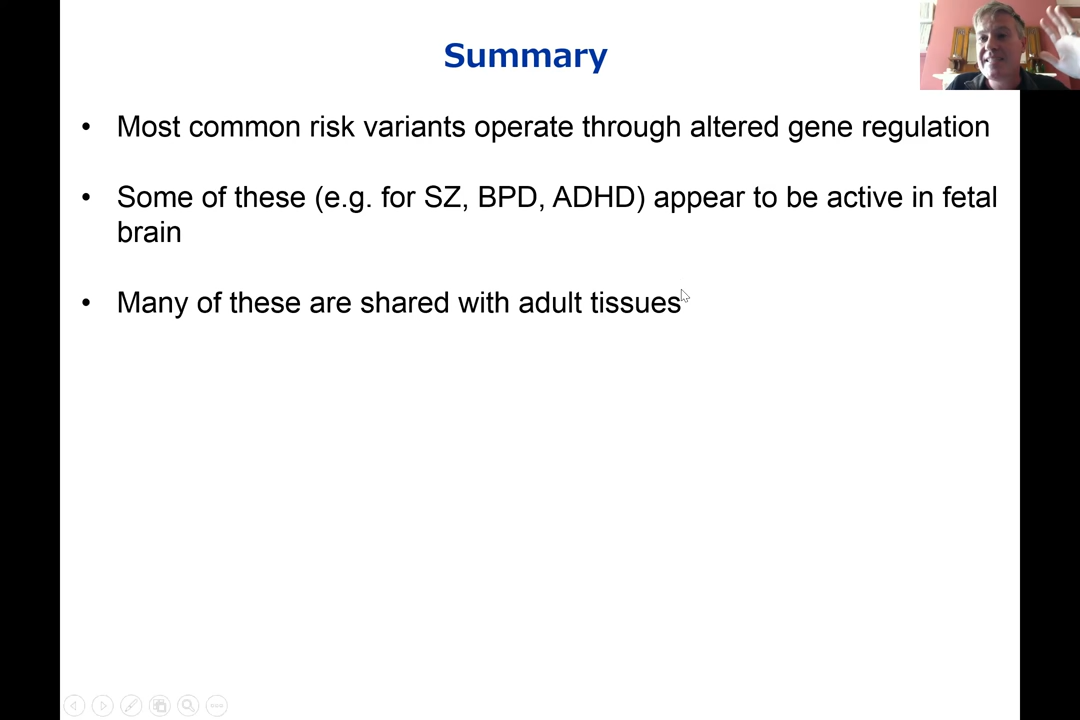 Summary
• Most common risk variants operate through altered gene regulation
• Some of these (e.g. for SZ, BPD, ADHD) appear to be active in fetal
brain
• Many of these are shared with adult tissues